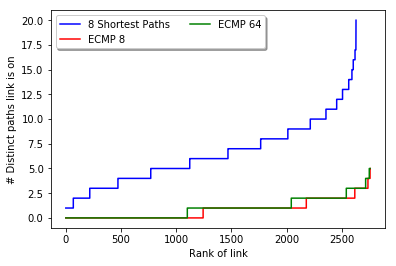 8 Shortest Paths
ECMP 8
ECMP 64
# Distinct paths link is on
20.0
17.5
15.0
12.5
10.0
7.5
5.0
2.5
0.0
0 500 1000 1500 2000 2500
Rank of link